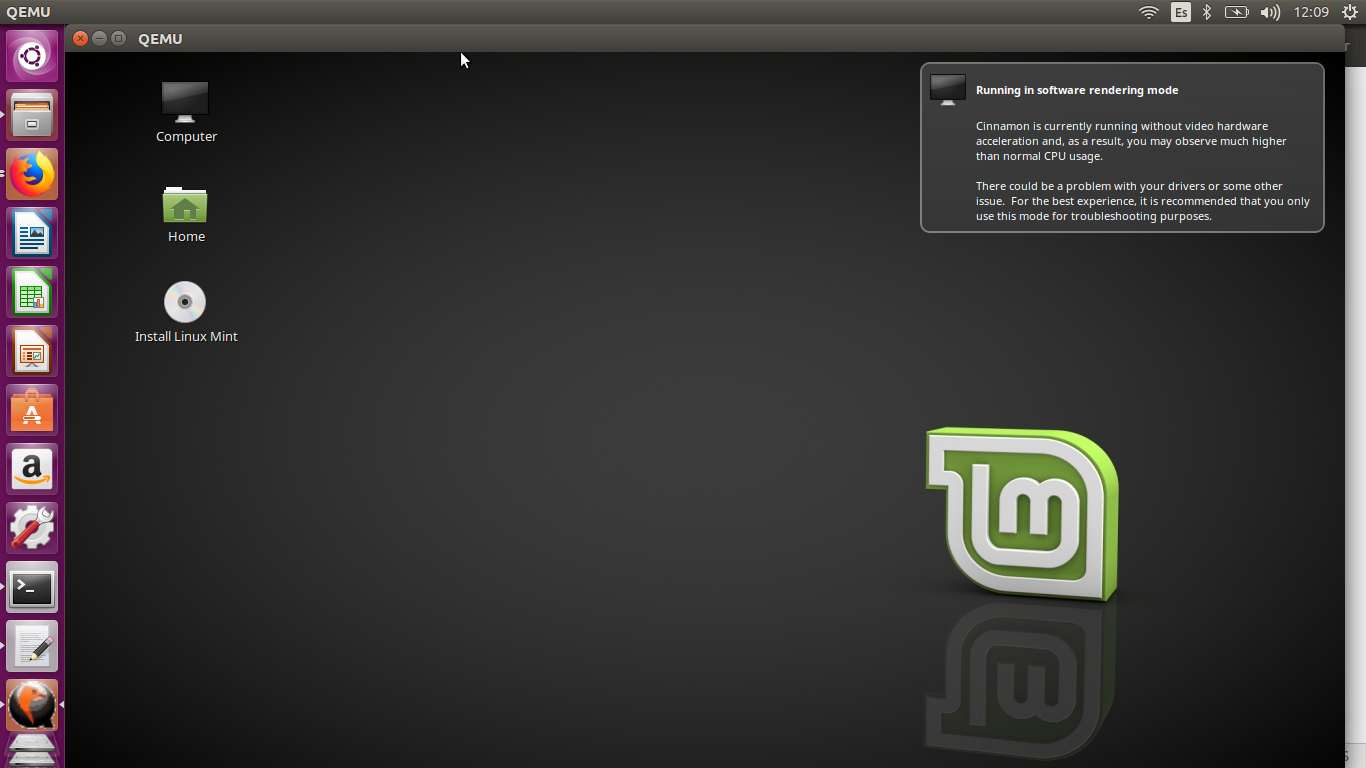 QEMU
Es
12:09
QEMU
Computer
Home
Install Linux Mint
Running in software rendering mode
Cinnamon is currently running without video hardware
acceleration and, as a result, you may observe much higher
than normal CPU usage.
There could be a problem with your drivers or some other
issue.  For the best experience, it is recommended that you only
use this mode for troubleshooting purposes.